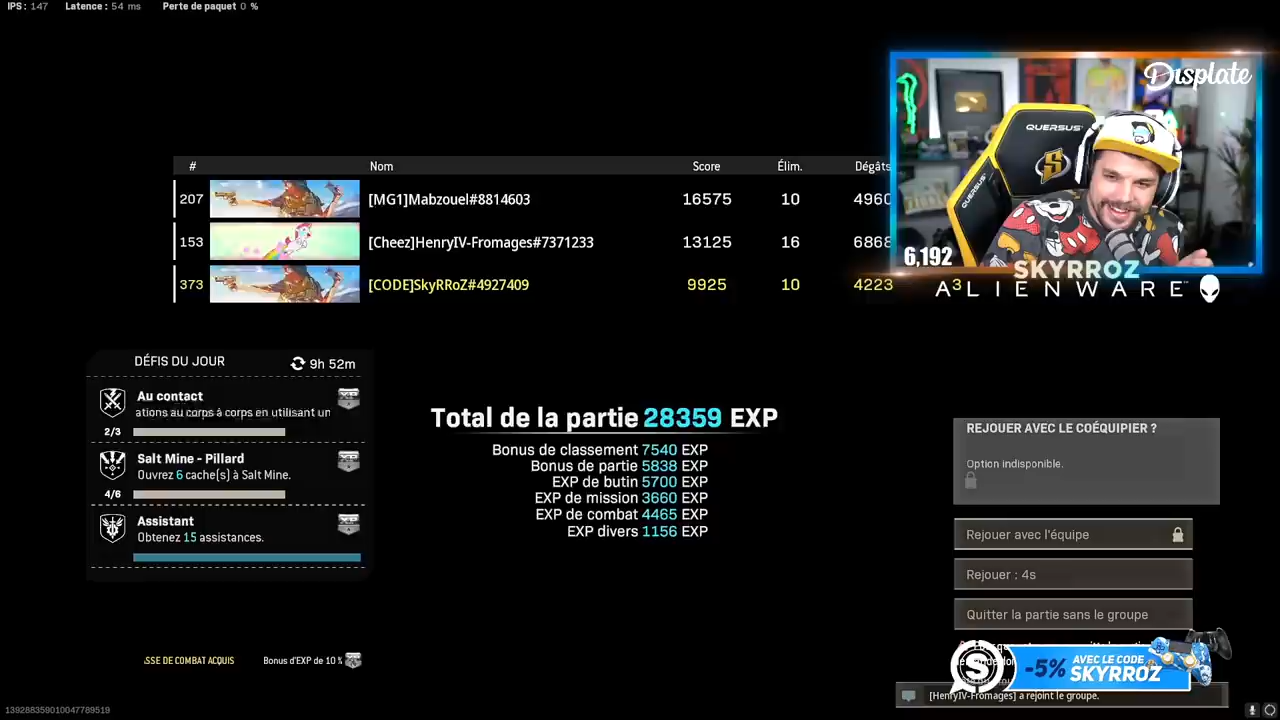 IPS : 147 Latence : 54 ms Perte de paquet 0 %
Displate
QUERSUS
QUERSUS
6,192
SKYRROZ
ALIENWARE
# Nom Score Élim. Dégâts
207 [MG1]Mabzouel#8814603 16575 10 4960
153 [Cheez]HenryIV-Fromages#7371233 13125 16 6868
373 [CODE]SkyRRoZ#4927409 9925 10 4223 3
DÉFIS DU JOUR 9h 52m
Au contact
XP
ations au corps à corps en utilisant un
2/3
Salt Mine - Pillard
XP
Ouvrez 6 cache(s) à Salt Mine.
4/6
Assistant
XP
Obtenez 15 assistances.
Total de la partie 28359 EXP
Bonus de classement 7540 EXP
Bonus de partie 5838 EXP
EXP de butin 5700 EXP
EXP de mission 3660 EXP
EXP de combat 4465 EXP
EXP divers 1156 EXP
REJOUER AVEC LE COÉQUIPIER ?
Option indisponible.
Rejouer avec l'équipe
Rejouer : 4s
Quitter la partie sans le groupe
S -5% AVEC LE CODE
SKYRROZ
[HenryIV-Fromages] a rejoint le groupe.
SSE DE COMBAT ACQUIS Bonus d'EXP de 10 %
139288359010047789519